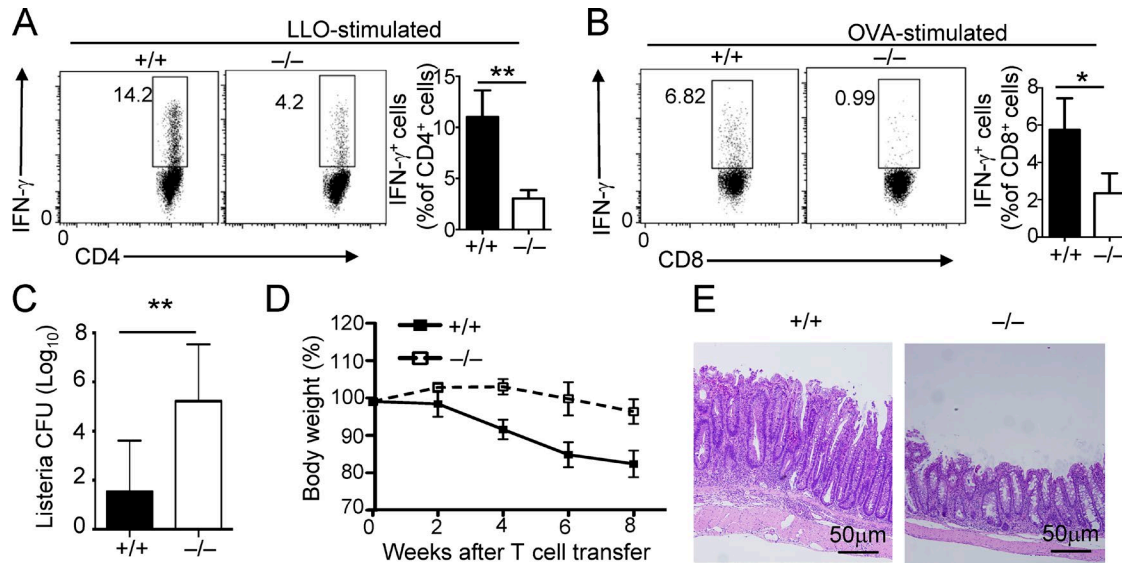 A
LLO-stimulated
+/+
–/–
14.2
4.2
IFN-γ
0
0
CD4
IFN-γ⁺ cells
(%of CD4⁺ cells)
15
10
5
0
**
+/+
–/–
B
OVA-stimulated
+/+
–/–
6.82
0.99
IFN-γ
0
0
CD8
IFN-γ⁺ cells
(%of CD8⁺ cells)
8
6
4
2
0
*
+/+
–/–
C
**
Listeria CFU (Log₁₀)
8
6
4
2
0
+/+
–/–
D
+/+
–/–
Body weight (%)
120
110
100
90
80
70
0 2 4 6 8
Weeks after T cell transfer
E
+/+
–/–
50μm
50μm